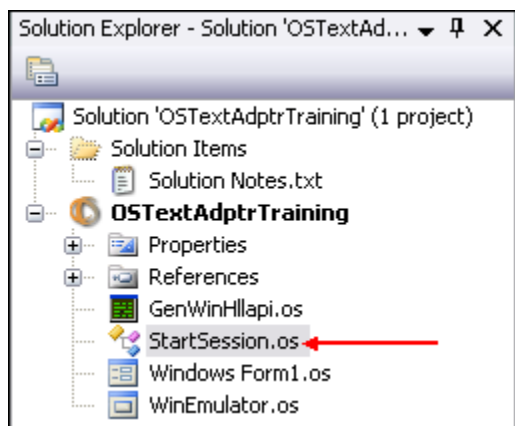 Solution Explorer - Solution 'OSTextAd...
Solution 'OSTextAdptrTraining' (1 project)
Solution Items
Solution Notes.txt
OSTextAdptrTraining
Properties
References
GenWinHllapi.os
StartSession.os
Windows Form1.os
WinEmulator.os